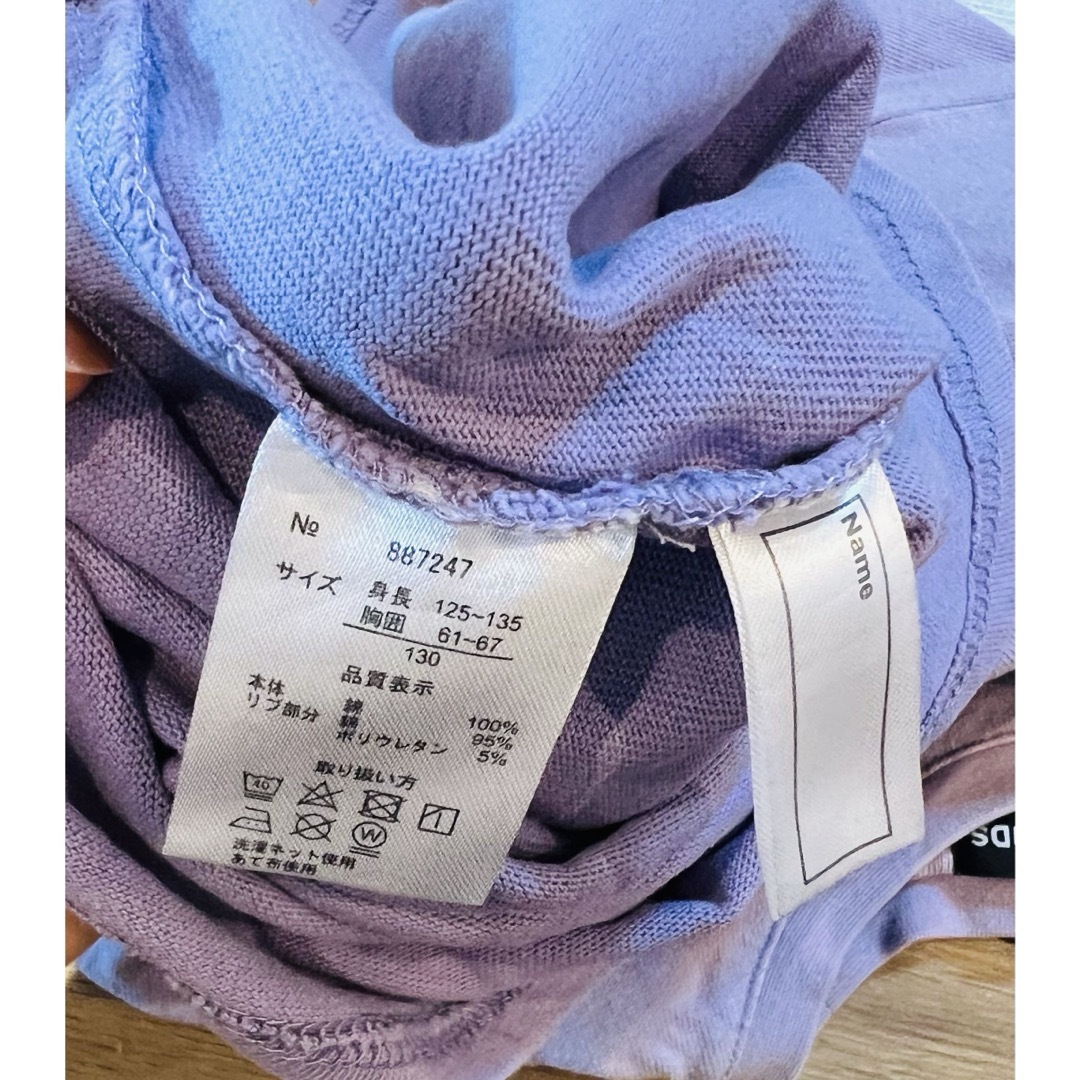 № 887247
サイズ 身長 125~135
胸囲 61~67
130
品質表示
本体 綿 100%
リブ部分 綿 95%
ポリウレタン 5%
取り扱い方
40
W
洗濯ネット使用
あて布使用
Name
DS